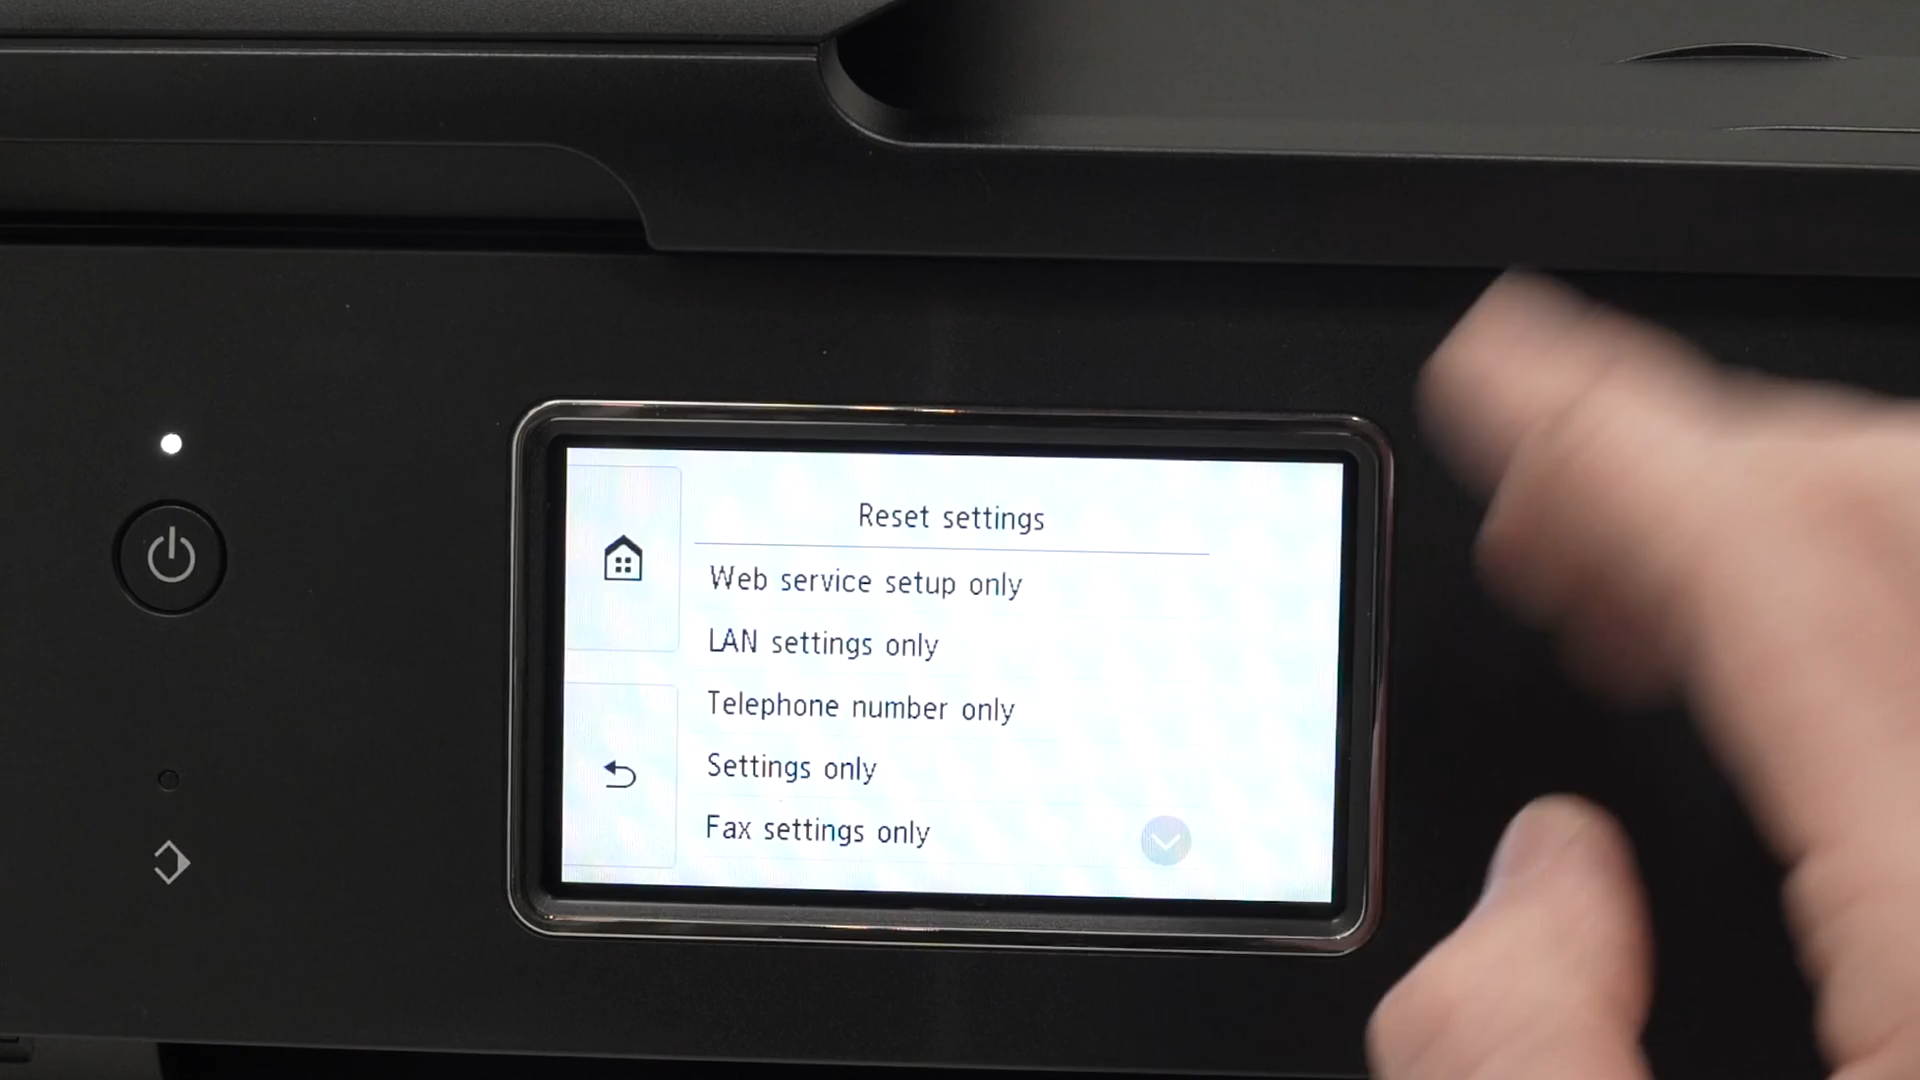 Reset settings
Web service setup only
LAN settings only
Telephone number only
Settings only
Fax settings only